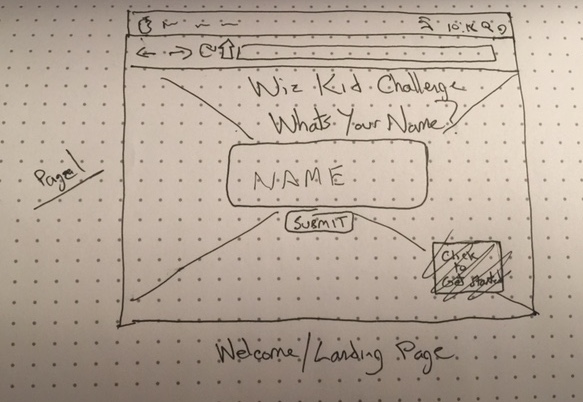 Wiz Kid Challenge
Whats Your Name?
Page 1
NAME
SUBMIT
Click
to
Get Started
Welcome/Landing Page